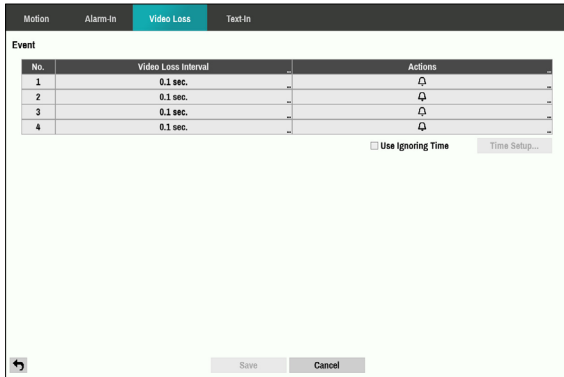 Motion Alarm-In Video Loss Text-In
Event
No. Video Loss Interval ... Actions ...
1 0.1 sec. ... ...
2 0.1 sec. ... ...
3 0.1 sec. ... ...
4 0.1 sec. ... ...
Use Ignoring Time Time Setup...
Save Cancel